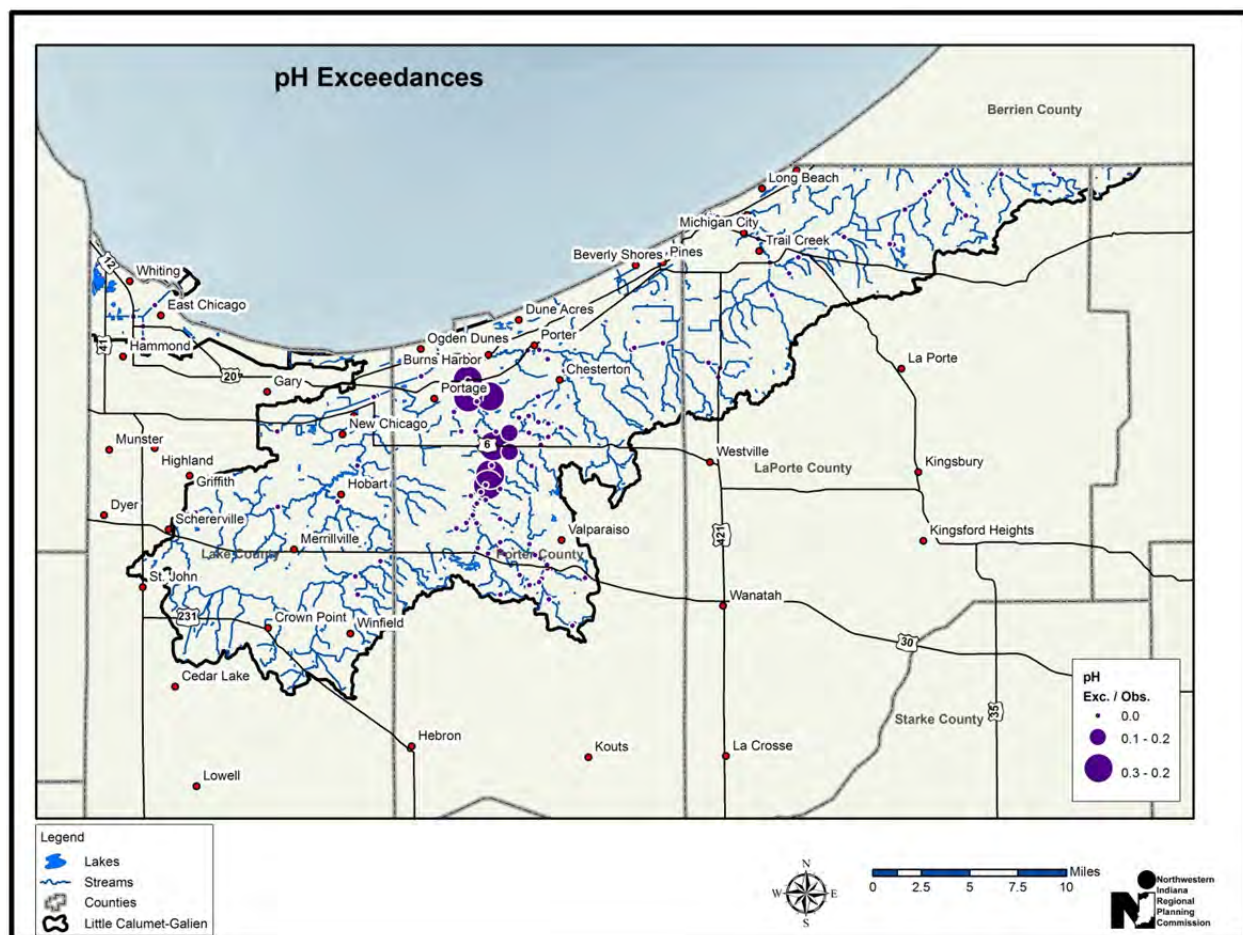 pH Exceedances
Berrien County
Long Beach
Michigan City
Trail Creek
Beverly Shores
Pines
12
Whiting
East Chicago
Dune Acres
Ogden Dunes
Porter
41
Hammond
Burns Harbor
La Porte
20
Gary
Chesterton
Portage
New Chicago
6
Munster
Highland
Westville
LaPorte County
Kingsbury
Griffith
Hobart
Dyer
Schererville
Valparaiso
421
Kingsford Heights
Lake County
Merrillville
Porter County
St. John
Wanatah
231
Crown Point
Winfield
30
Cedar Lake
pH
Exc. / Obs.
0.0
0.1 - 0.2
0.3 - 0.2
35
Starke County
Hebron
Kouts
La Crosse
Lowell
Legend
Lakes
Streams
Counties
Little Calumet-Galien
N
W
E
S
Miles
0
2.5
5
7.5
10
Northwestern
Indiana
Regional
Planning
Commission